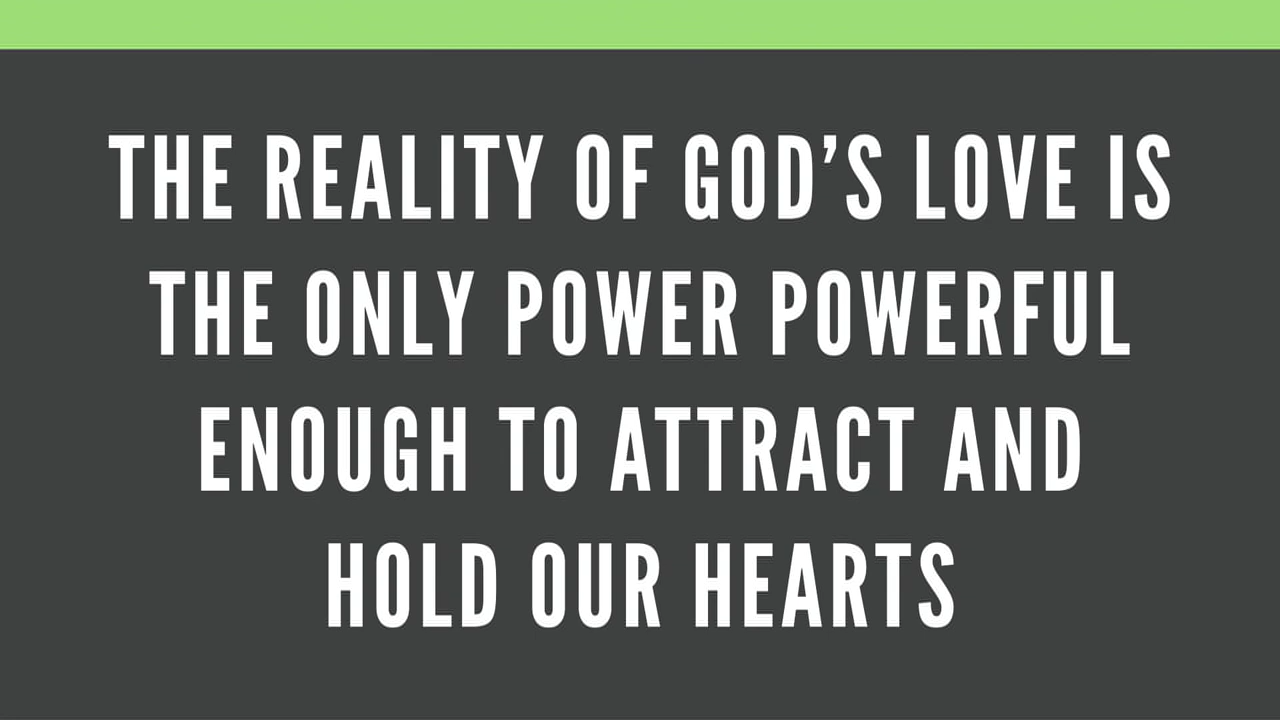 THE REALITY OF GOD’S LOVE IS
THE ONLY POWER POWERFUL
ENOUGH TO ATTRACT AND
HOLD OUR HEARTS